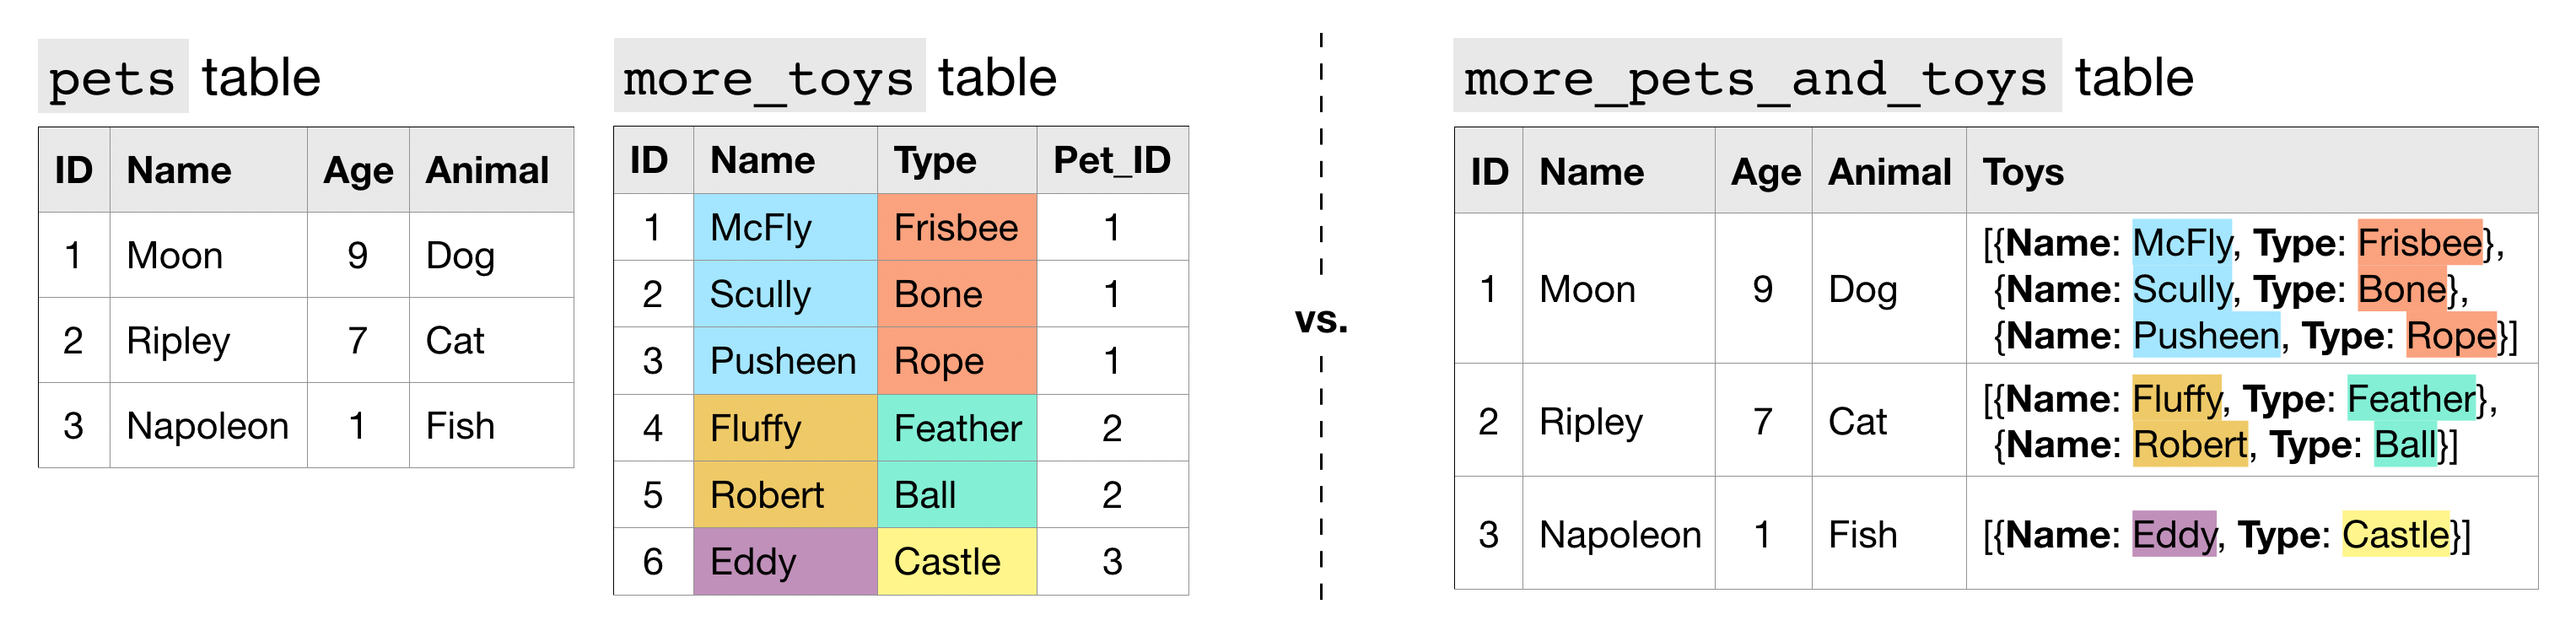 pets table
ID Name Age Animal
1 Moon 9 Dog
2 Ripley 7 Cat
3 Napoleon 1 Fish
more_toys table
ID Name Type Pet_ID
1 McFly Frisbee 1
2 Scully Bone 1
3 Pusheen Rope 1
4 Fluffy Feather 2
5 Robert Ball 2
6 Eddy Castle 3
vs.
more_pets_and_toys table
ID Name Age Animal Toys
1 Moon 9 Dog [{Name: McFly, Type: Frisbee},
{Name: Scully, Type: Bone},
{Name: Pusheen, Type: Rope}]
2 Ripley 7 Cat [{Name: Fluffy, Type: Feather},
{Name: Robert, Type: Ball}]
3 Napoleon 1 Fish [{Name: Eddy, Type: Castle}]